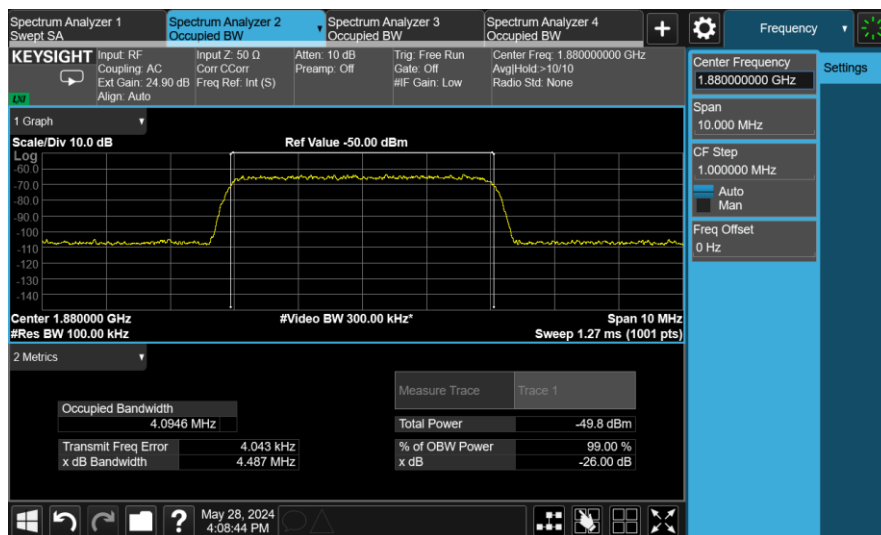 Spectrum Analyzer 1
Swept SA
Spectrum Analyzer 2
Occupied BW
Spectrum Analyzer 3
Occupied BW
Spectrum Analyzer 4
Occupied BW
Frequency
KEYSIGHT
LXI
Input: RF
Coupling: AC
Ext Gain: 24.90 dB
Align: Auto
Input Z: 50 Ω
Corr CCorr
Freq Ref: Int (S)
Atten: 10 dB
Preamp: Off
Trig: Free Run
Gate: Off
#IF Gain: Low
Center Freq: 1.880000000 GHz
Avg|Hold:>10/10
Radio Std: None
Center Frequency
1.880000000 GHz
Settings
Span
10.000 MHz
CF Step
1.000000 MHz
Auto
Man
Freq Offset
0 Hz
1 Graph
Scale/Div 10.0 dB
Ref Value -50.00 dBm
Log
-60.0
-70.0
-80.0
-90.0
-100
-110
-120
-130
-140
Center 1.880000 GHz
#Video BW 300.00 kHz*
Span 10 MHz
#Res BW 100.00 kHz
Sweep 1.27 ms (1001 pts)
2 Metrics
Measure Trace
Trace 1
Occupied Bandwidth
4.0946 MHz
Total Power
-49.8 dBm
Transmit Freq Error
4.043 kHz
% of OBW Power
99.00 %
x dB Bandwidth
4.487 MHz
x dB
-26.00 dB
?
May 28, 2024
4:08:44 PM